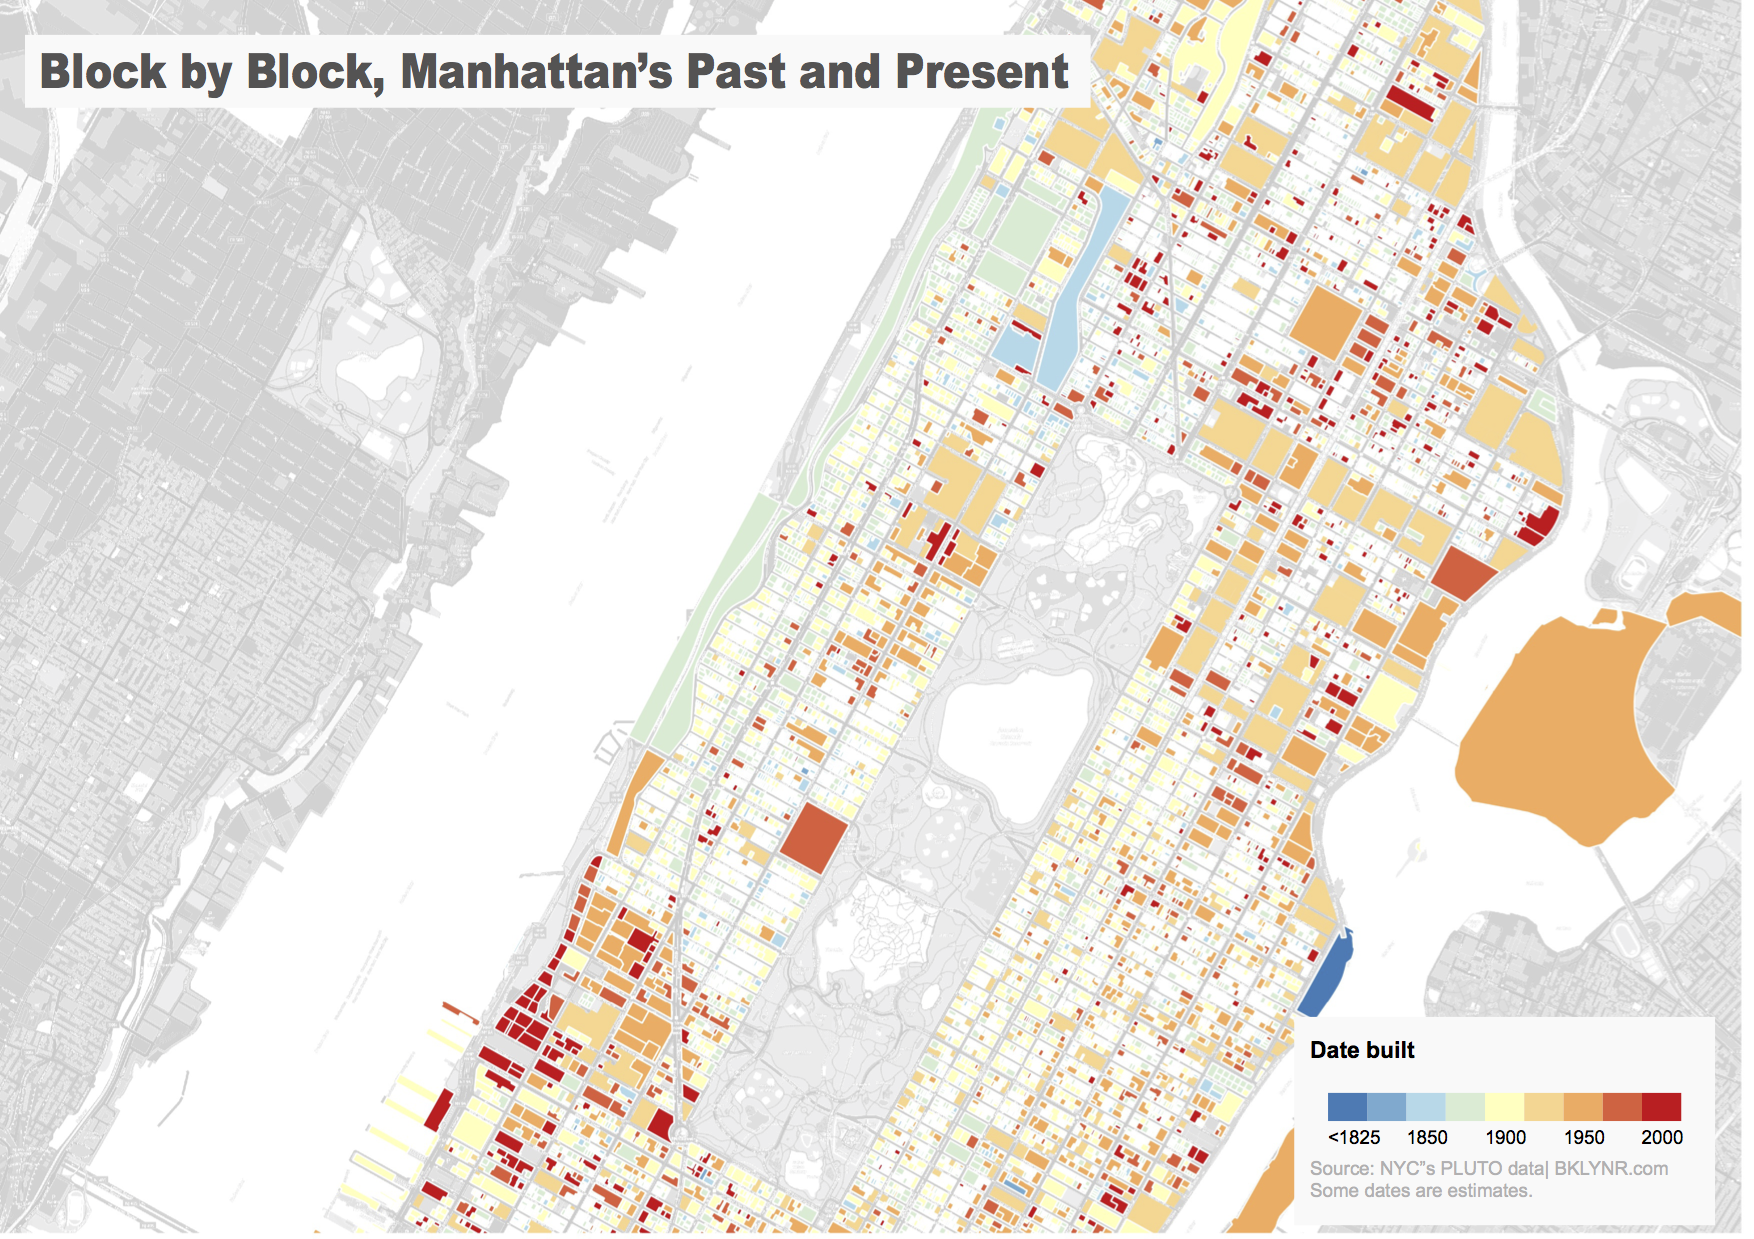 Block by Block, Manhattan’s Past and Present
Date built
<1825 1850 1900 1950 2000
Source: NYC"s PLUTO data| BKLYNR.com
Some dates are estimates.